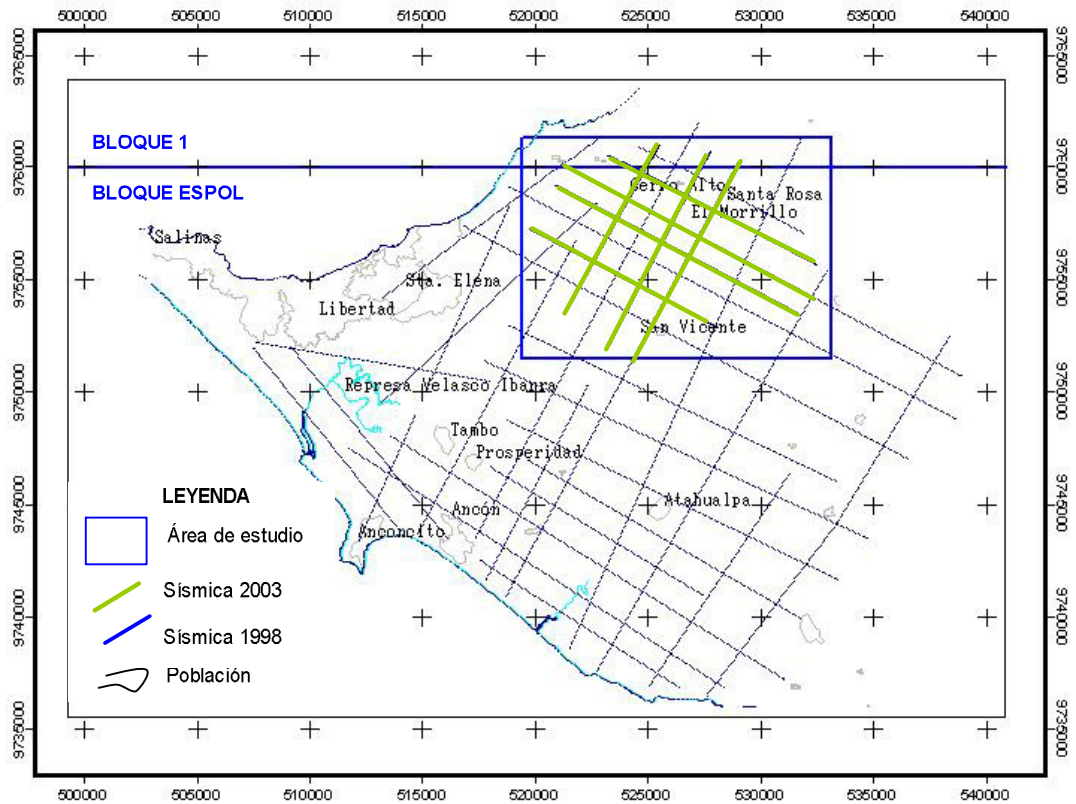 500000 505000 510000 515000 520000 525000 530000 535000 540000
9765000 9765000
BLOQUE 1
9760000 9760000
BLOQUE ESPOL
Cerro Alto
Santa Rosa
El Morrillo
Salinas
9755000 9755000
Sta. Elena
Libertad
San Vicente
Represa Velasco Ibarra
9750000 9750000
Tambo
Prosperidad
LEYENDA
Atahualpa
9745000 9745000
Ancón
Anconcito
Área de estudio
Sísmica 2003
9740000 9740000
Sísmica 1998
Población
9735000 9735000
500000 505000 510000 515000 520000 525000 530000 535000 540000